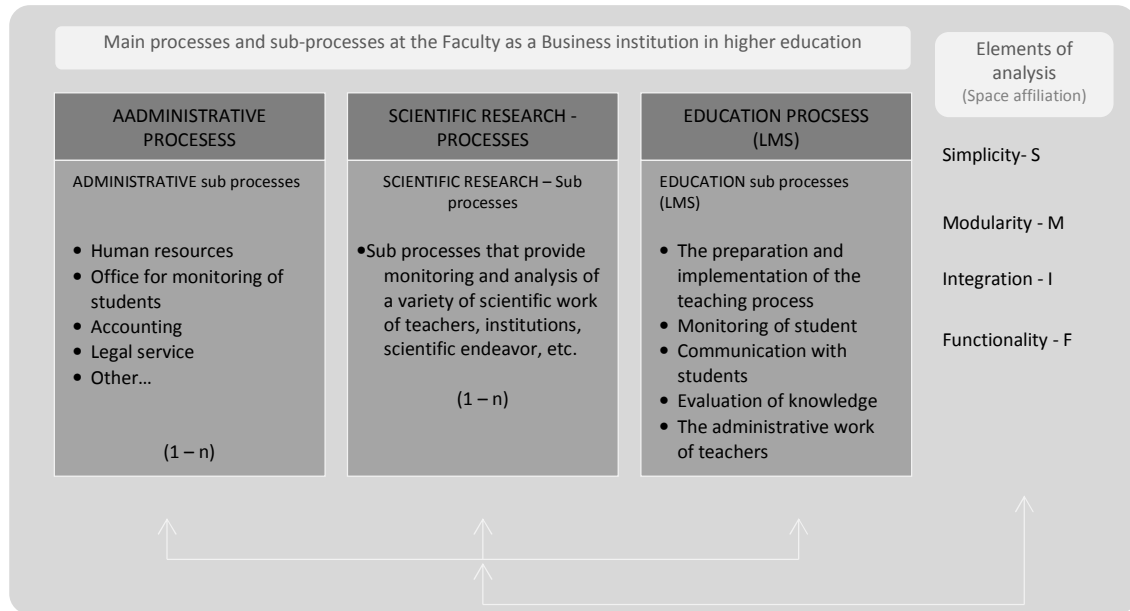 Main processes and sub-processes at the Faculty as a Business institution in higher education
Elements of
analysis
(Space affiliation)
AADMINISTRATIVE
PROCESESS
ADMINISTRATIVE sub processes
• Human resources
• Office for monitoring of
students
• Accounting
• Legal service
• Other…
(1 – n)
SCIENTIFIC RESEARCH -
PROCESSES
SCIENTIFIC RESEARCH – Sub
processes
•Sub processes that provide
monitoring and analysis of
a variety of scientific work
of teachers, institutions,
scientific endeavor, etc.
(1 – n)
EDUCATION PROCSESS
(LMS)
EDUCATION sub processes
(LMS)
• The preparation and
implementation of the
teaching process
• Monitoring of student
• Communication with
students
• Evaluation of knowledge
• The administrative work
of teachers
Simplicity- S
Modularity - M
Integration - I
Functionality - F